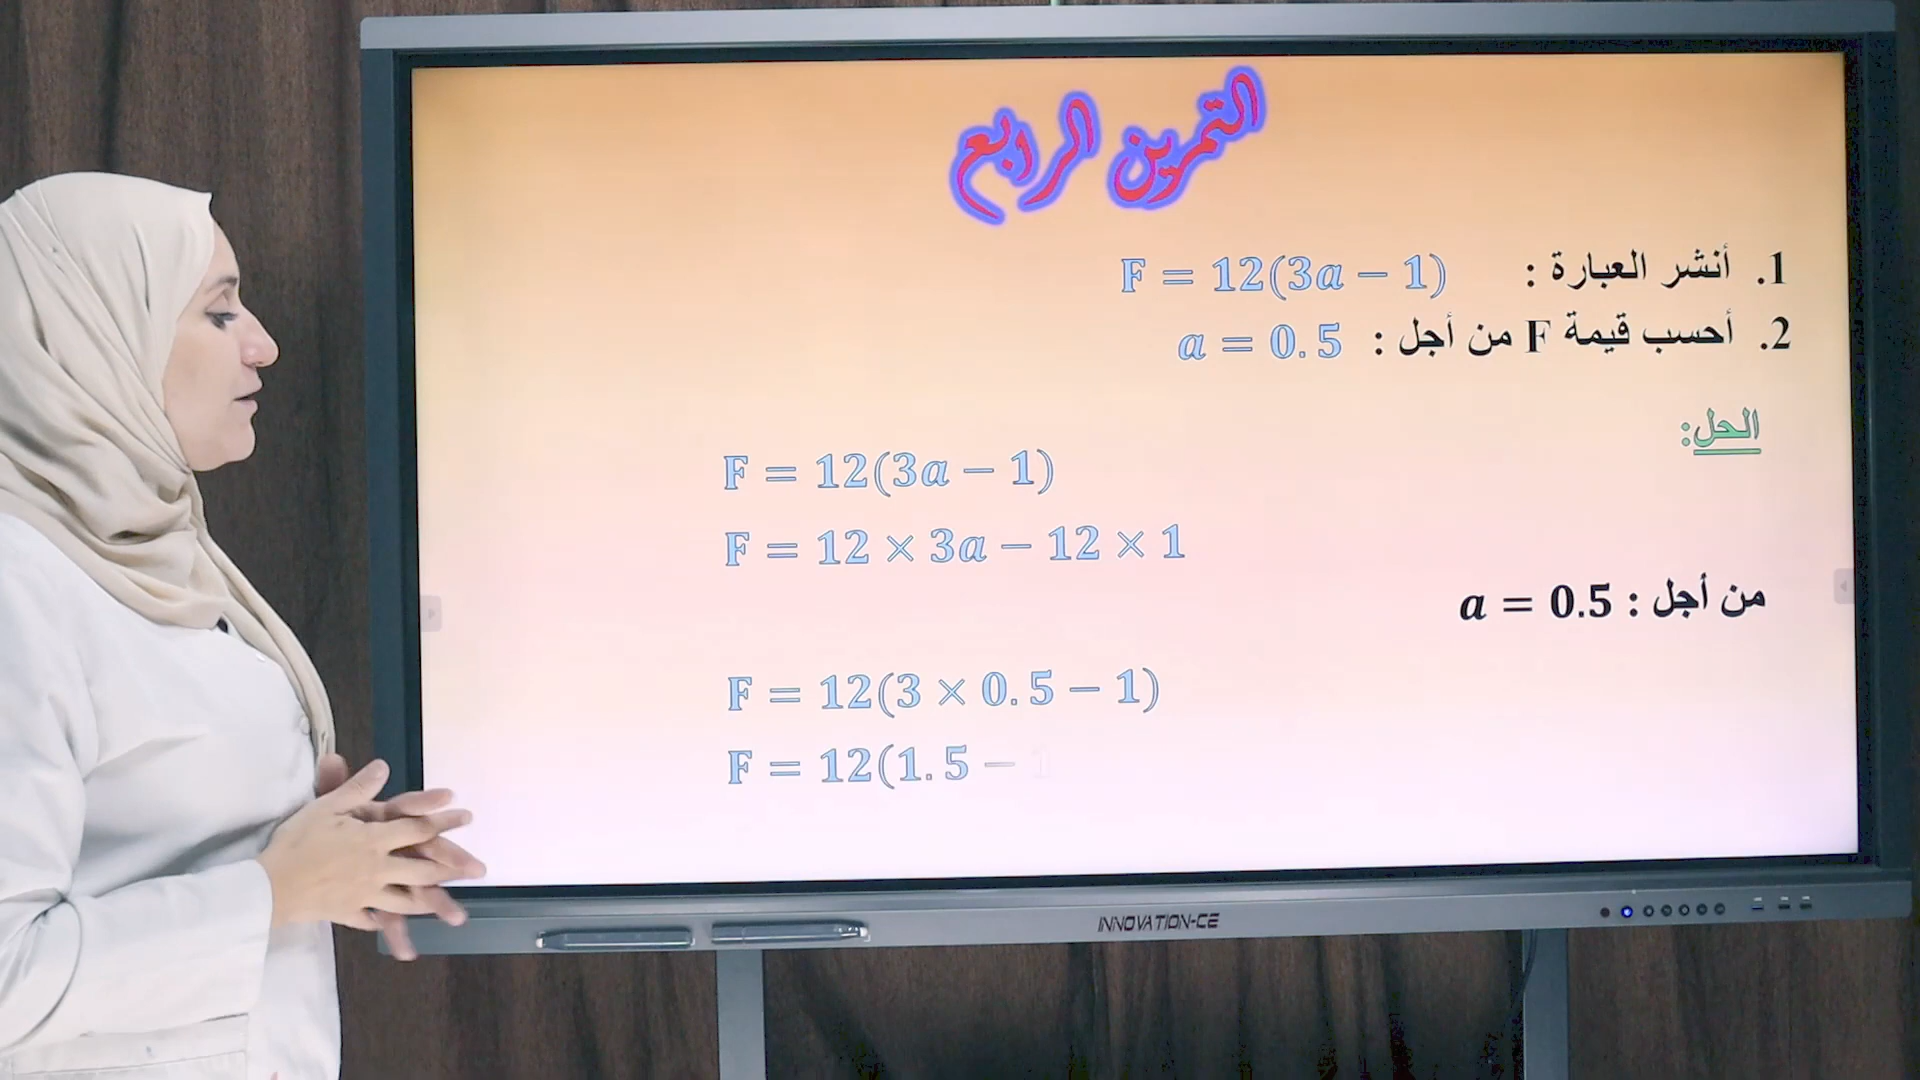 التمرين الرابع
1. أنشر العبارة : F = 12(3a − 1)
2. أحسب قيمة F من أجل : a = 0.5
الحل:
F = 12(3a − 1)
F = 12 × 3a − 12 × 1
من أجل : a = 0.5
F = 12(3 × 0.5 − 1)
F = 12(1.5 − 1
INNOVATION-CE